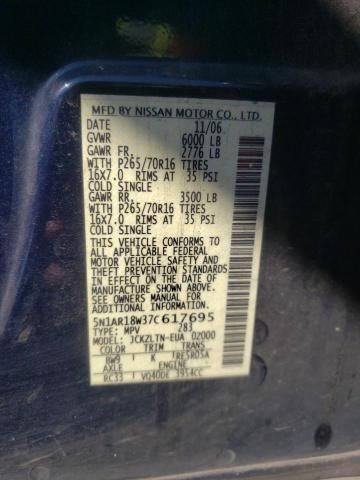 MFD BY NISSAN MOTOR CO., LTD.
DATE 11/06
GVWR 6000 LB
GAWR FR. 2776 LB
WITH P265/70R16 TIRES
16X7.0 RIMS AT 35 PSI
COLD SINGLE
GAWR RR. 3500 LB
WITH P265/70R16 TIRES
16X7.0 RIMS AT 35 PSI
COLD SINGLE
THIS VEHICLE CONFORMS TO
ALL APPLICABLE FEDERAL
MOTOR VEHICLE SAFETY STANDARDS
IN EFFECT ON THE DATE OF
MANUFACTURE SHOWN ABOVE.
SEE OWNERS MANUAL FOR
ADDITIONAL INFORMATION.
5N1AR18W37C617695
TYPE: MPV 283
MODEL: JCKZLTN-EUA 02000
COLOR TRIM TRANS
BW9 K TRE5R05A
AXLE ENGINE
RC33 VQ40DE 3954CC